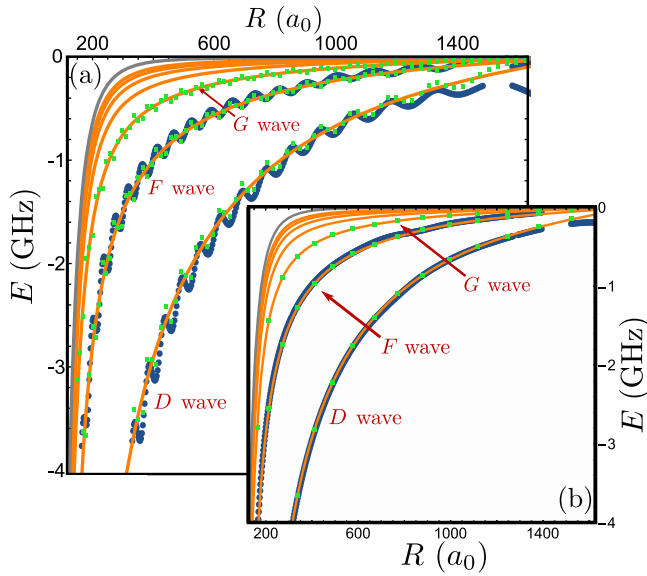 R (a₀)
200 600 1000 1400
(a)
0
-1
-2
-3
-4
E (GHz)
G wave
F wave
D wave
0
-1
-2
-3
-4
E (GHz)
G wave
F wave
D wave
(b)
200 600 1000 1400
R (a₀)